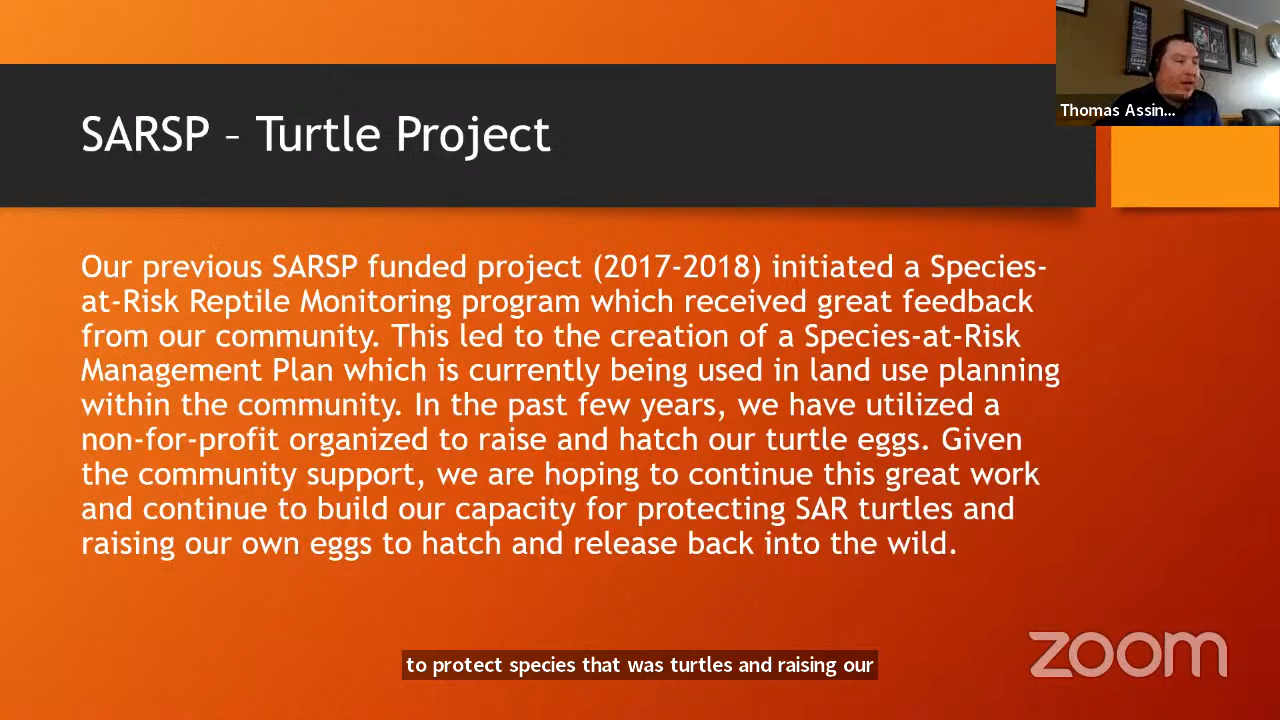 Thomas Assin...
SARSP – Turtle Project
Our previous SARSP funded project (2017-2018) initiated a Species-
at-Risk Reptile Monitoring program which received great feedback
from our community. This led to the creation of a Species-at-Risk
Management Plan which is currently being used in land use planning
within the community. In the past few years, we have utilized a
non-for-profit organized to raise and hatch our turtle eggs. Given
the community support, we are hoping to continue this great work
and continue to build our capacity for protecting SAR turtles and
raising our own eggs to hatch and release back into the wild.
to protect species that was turtles and raising our
zoom